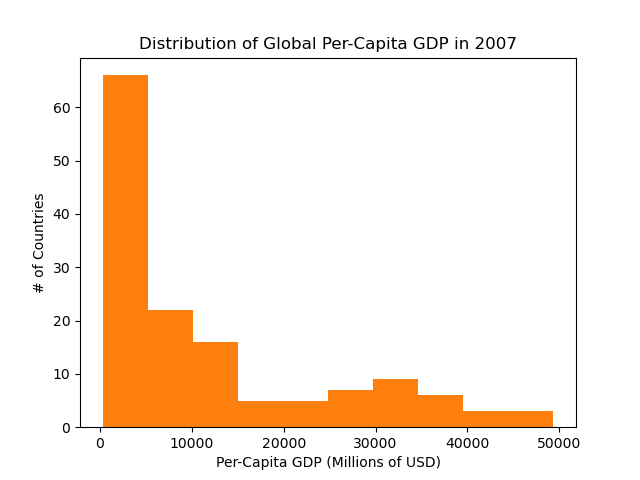 Distribution of Global Per-Capita GDP in 2007
# of Countries
60
50
40
30
20
10
0
0 10000 20000 30000 40000 50000
Per-Capita GDP (Millions of USD)